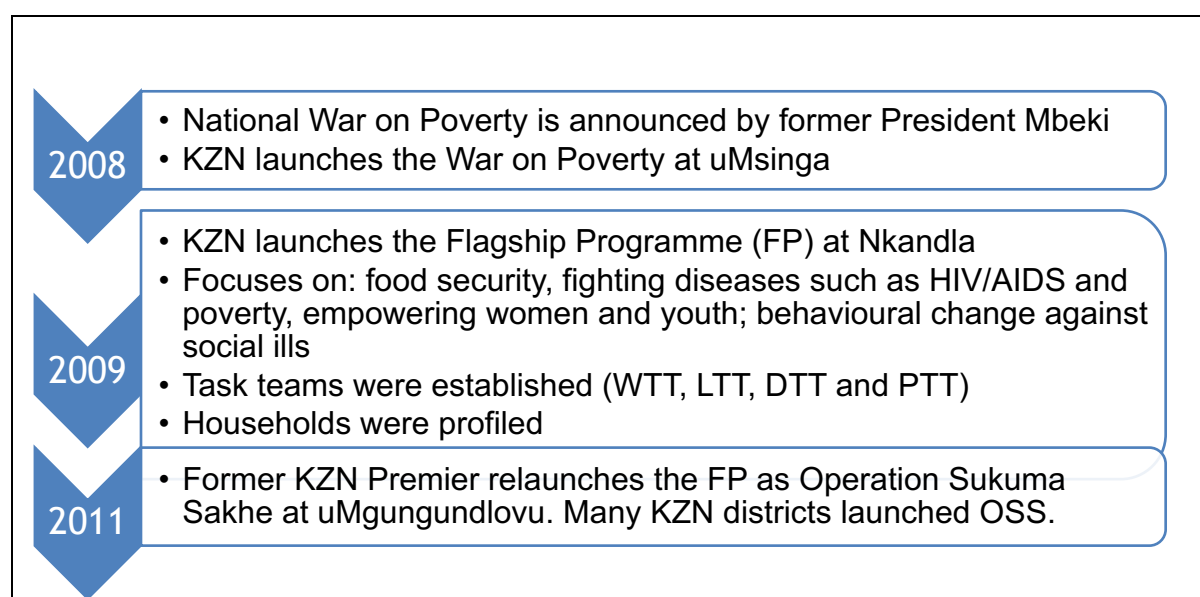 2008
• National War on Poverty is announced by former President Mbeki
• KZN launches the War on Poverty at uMsinga
2009
• KZN launches the Flagship Programme (FP) at Nkandla
• Focuses on: food security, fighting diseases such as HIV/AIDS and
poverty, empowering women and youth; behavioural change against
social ills
• Task teams were established (WTT, LTT, DTT and PTT)
• Households were profiled
2011
• Former KZN Premier relaunches the FP as Operation Sukuma
Sakhe at uMgungundlovu. Many KZN districts launched OSS.